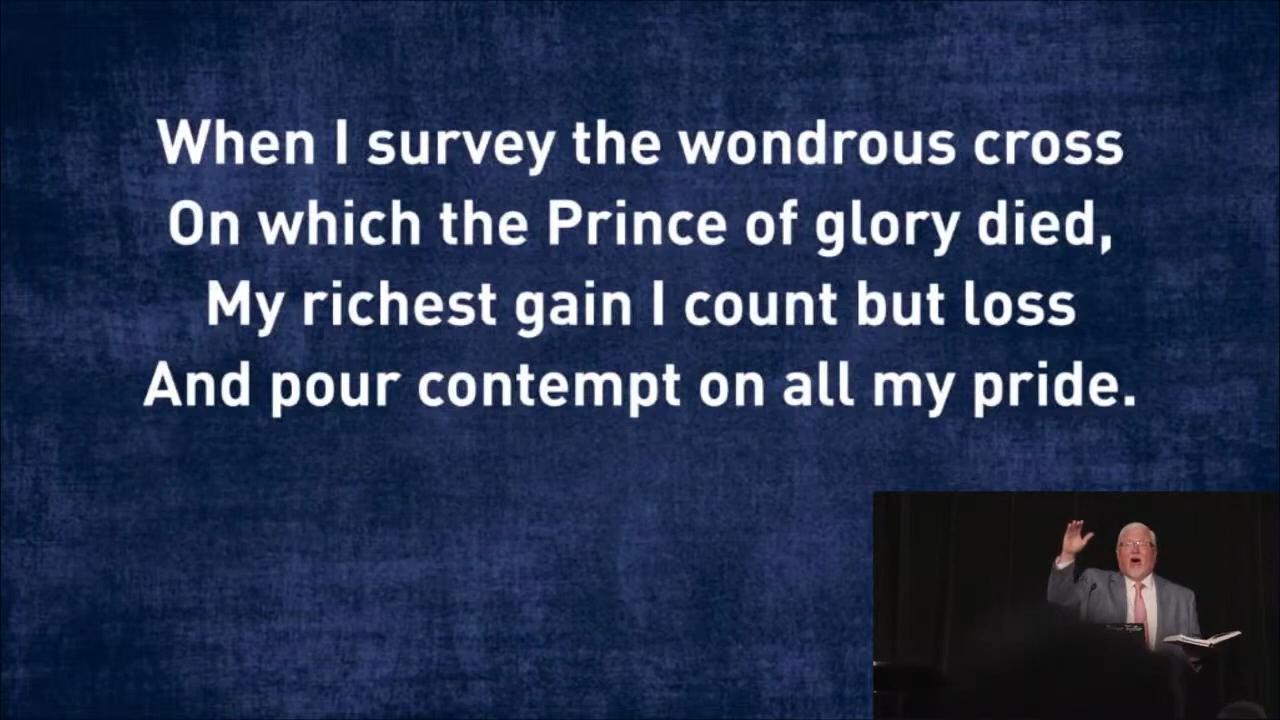 When I survey the wondrous cross
On which the Prince of glory died,
My richest gain I count but loss
And pour contempt on all my pride.